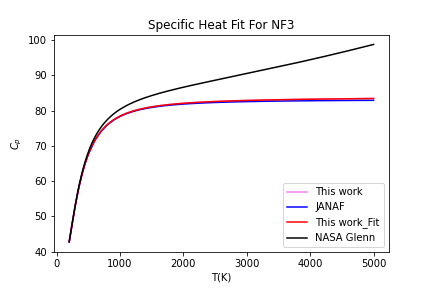 Specific Heat Fit For NF3
100
90
80
70
60
50
40
C_p
0
1000
2000
3000
4000
5000
T(K)
This work
JANAF
This work_Fit
NASA Glenn